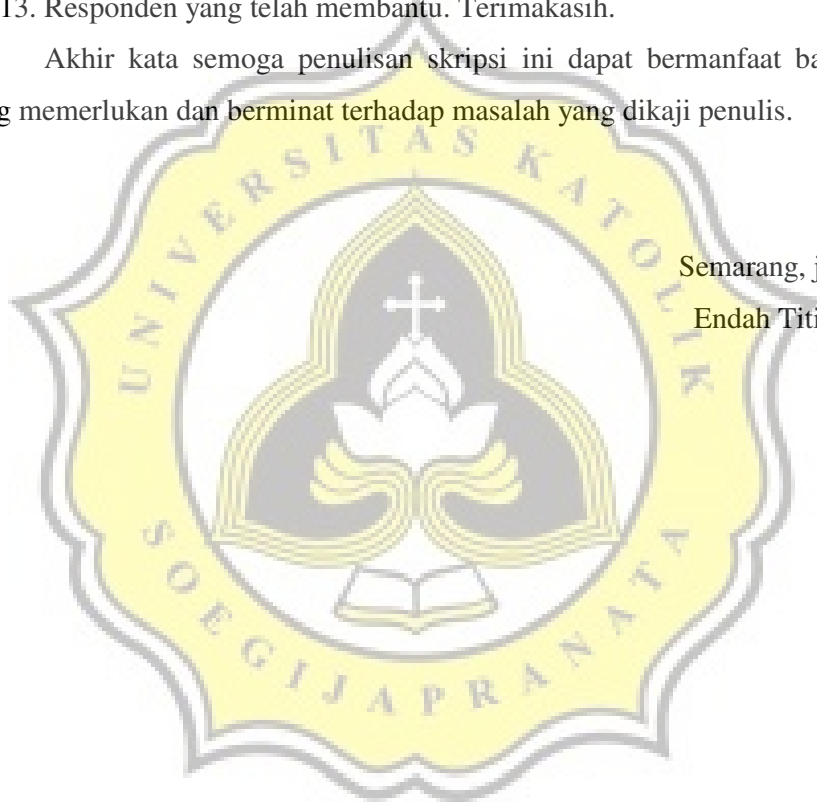 13. Responden yang telah membantu. Terimakasih.
Akhir kata semoga penulisan skripsi ini dapat bermanfaat
memerlukan dan berminat terhadap masalah yang dikaji penulis.
Semarang,
Endah
UNIVERSITAS KATOLIK
SOEGIJAPRANATA